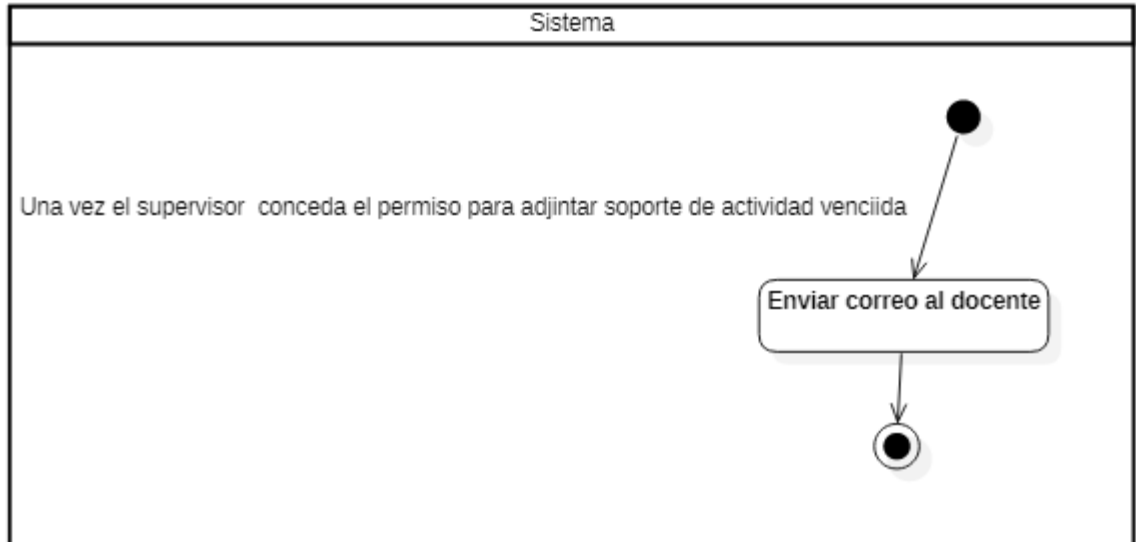 Sistema
Una vez el supervisor  conceda el permiso para adjintar soporte de actividad venciida
Enviar correo al docente